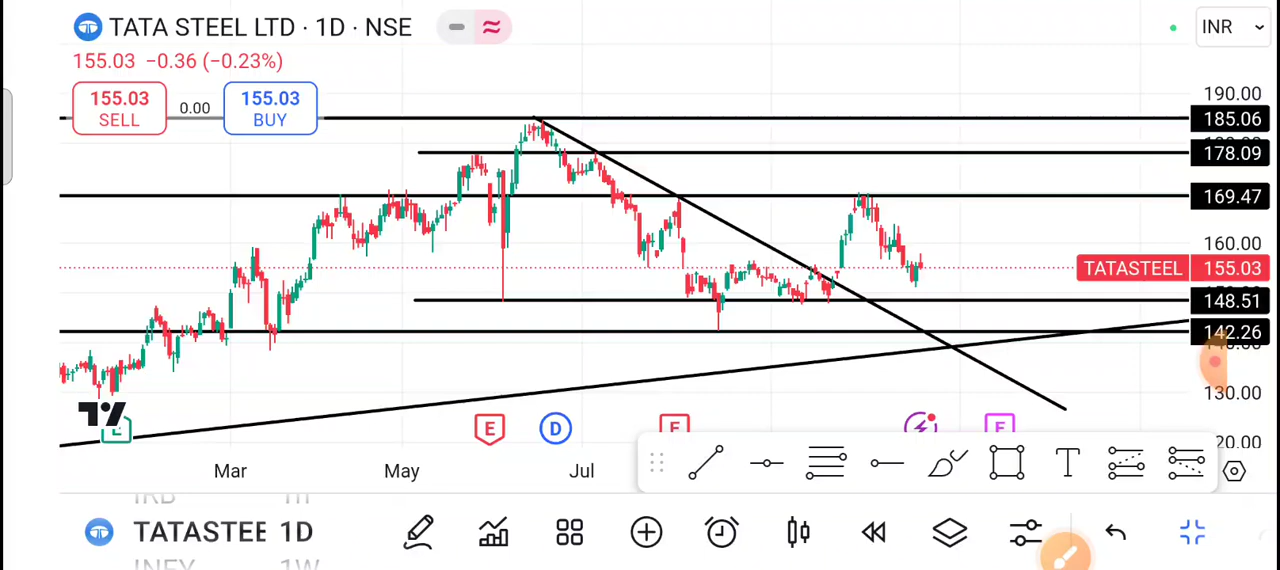 TATA STEEL LTD · 1D · NSE
INR
155.03 −0.36 (−0.23%)
155.03
SELL
0.00
155.03
BUY
190.00
185.06
178.09
169.47
160.00
TATASTEEL 155.03
148.51
142.26
130.00
E
D
E
E
20.00
Mar
May
Jul
T
TATASTEE 1D